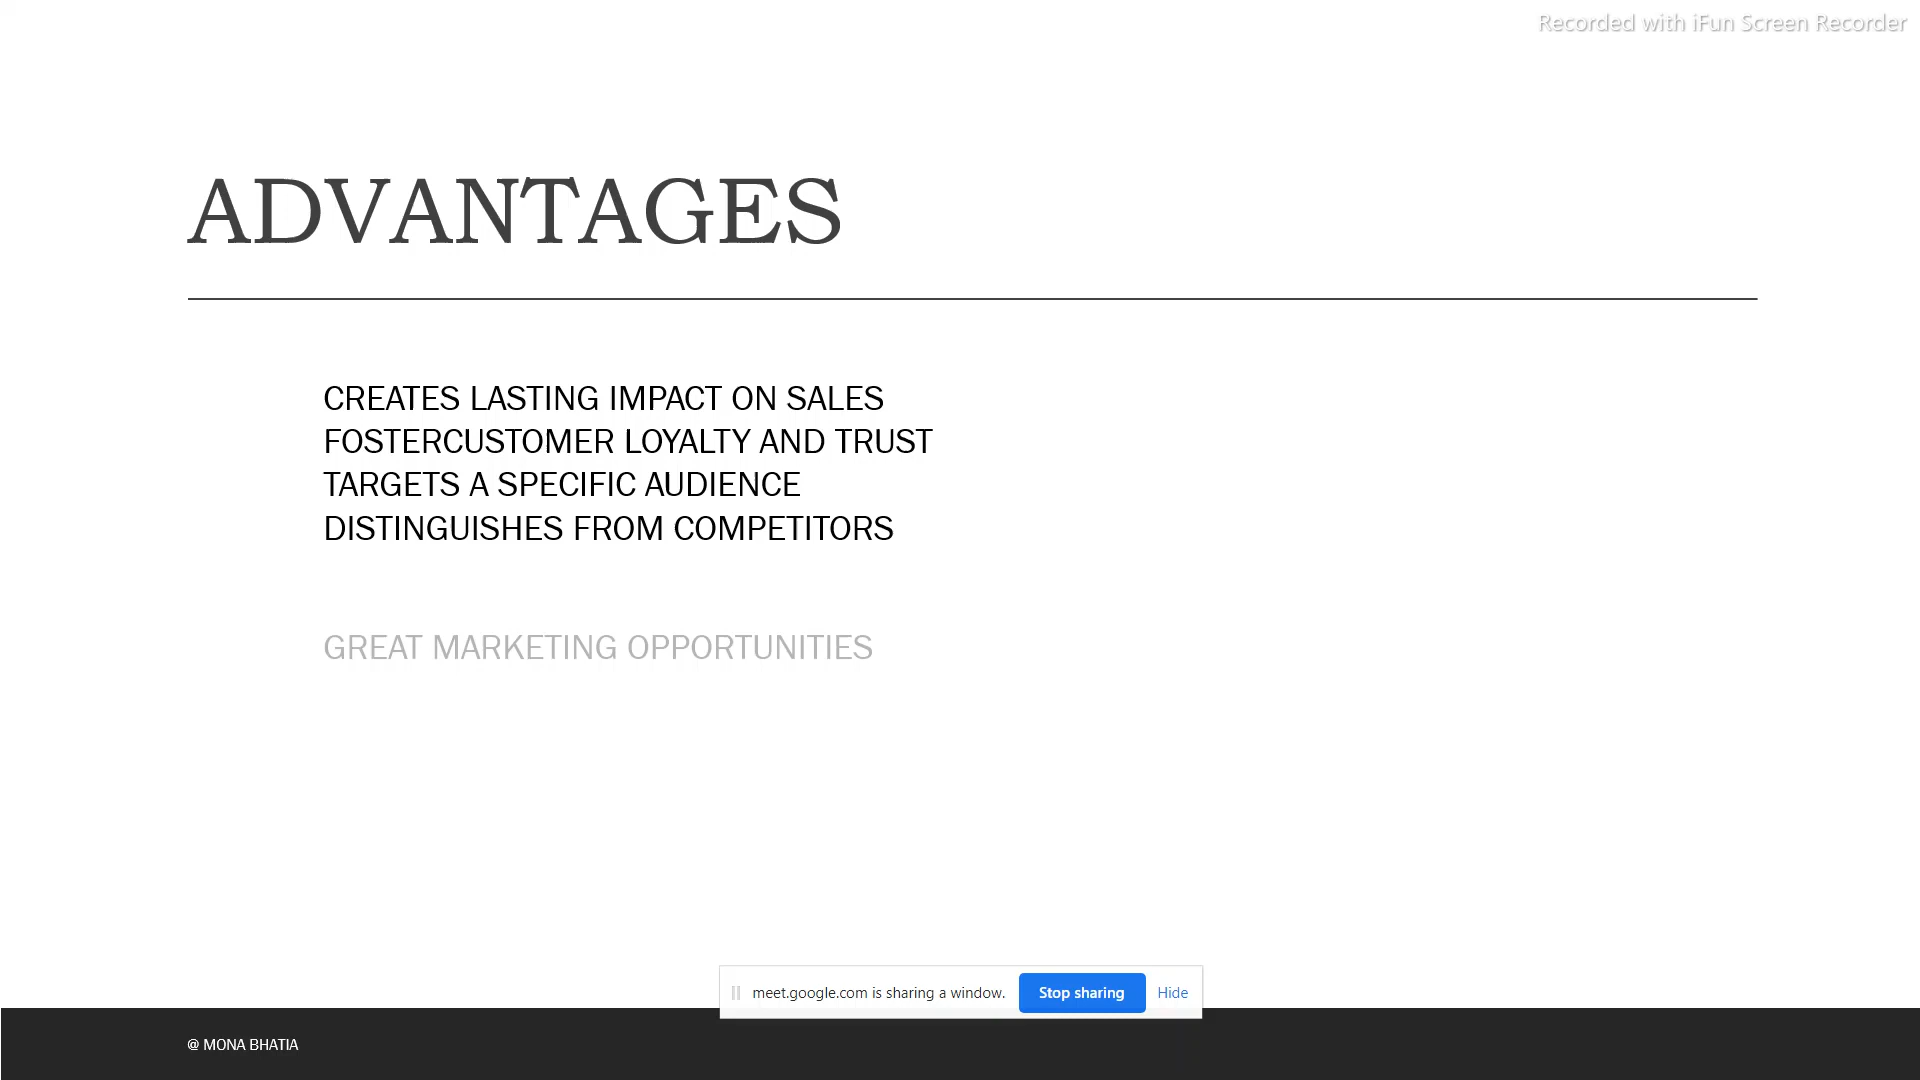 Recorded with iFun Screen Recorder
ADVANTAGES
CREATES LASTING IMPACT ON SALES
FOSTERCUSTOMER LOYALTY AND TRUST
TARGETS A SPECIFIC AUDIENCE
DISTINGUISHES FROM COMPETITORS
GREAT MARKETING OPPORTUNITIES
meet.google.com is sharing a window. Stop sharing Hide
@ MONA BHATIA